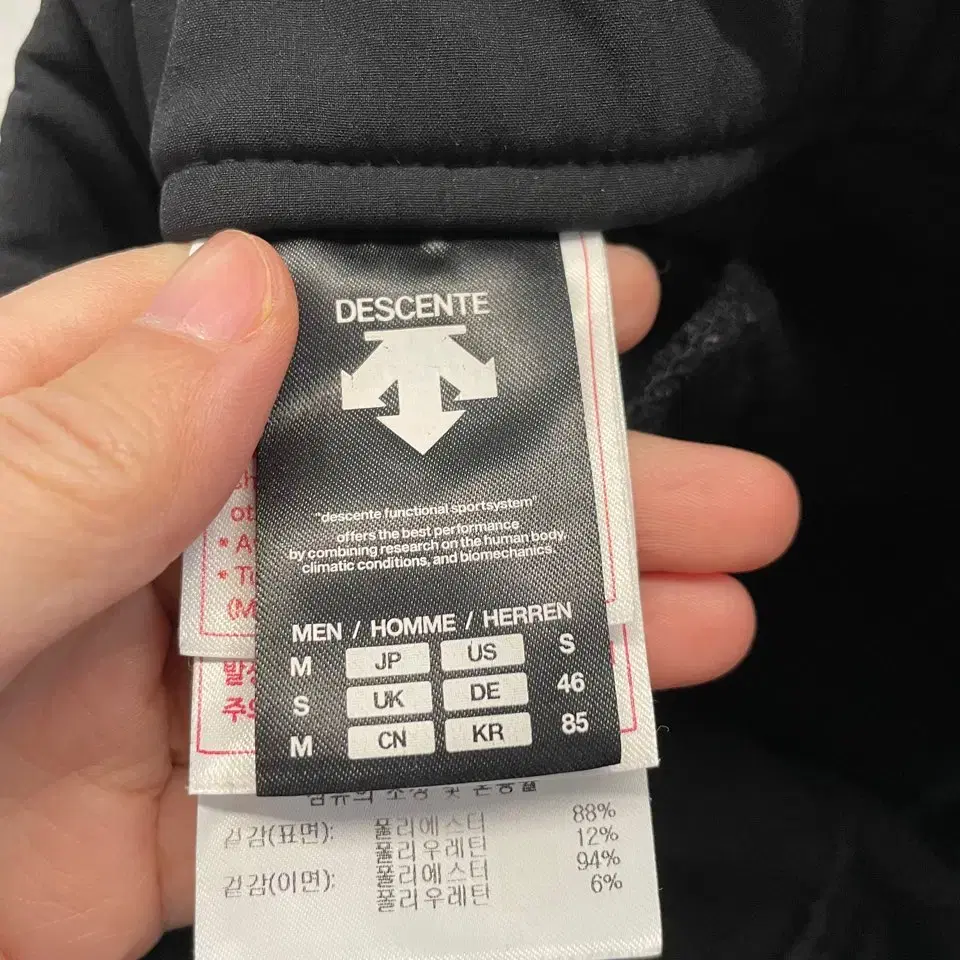 DESCENTE
"descente functional sportsystem"
offers the best performance
by combining research on the human body,
climatic conditions, and biomechanics."
MEN / HOMME / HERREN
M JP US S
S UK DE 46
M CN KR 85
겉감(표면): 폴리에스터 88%
폴리우레탄 12%
겉감(이면): 폴리에스터 94%
폴리우레탄 6%